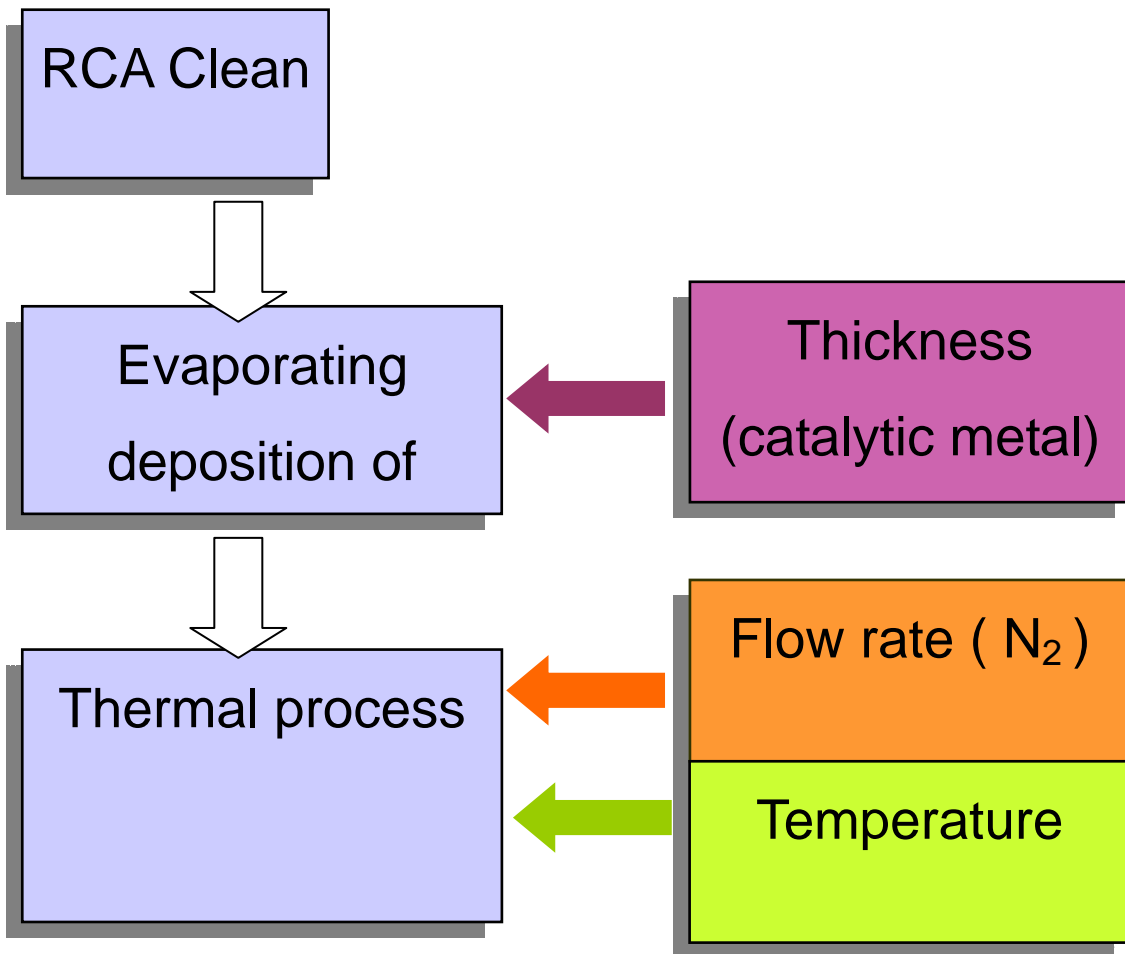 RCA Clean
Evaporating
deposition of
Thickness
(catalytic metal)
Thermal process
Flow rate ( N₂ )
Temperature